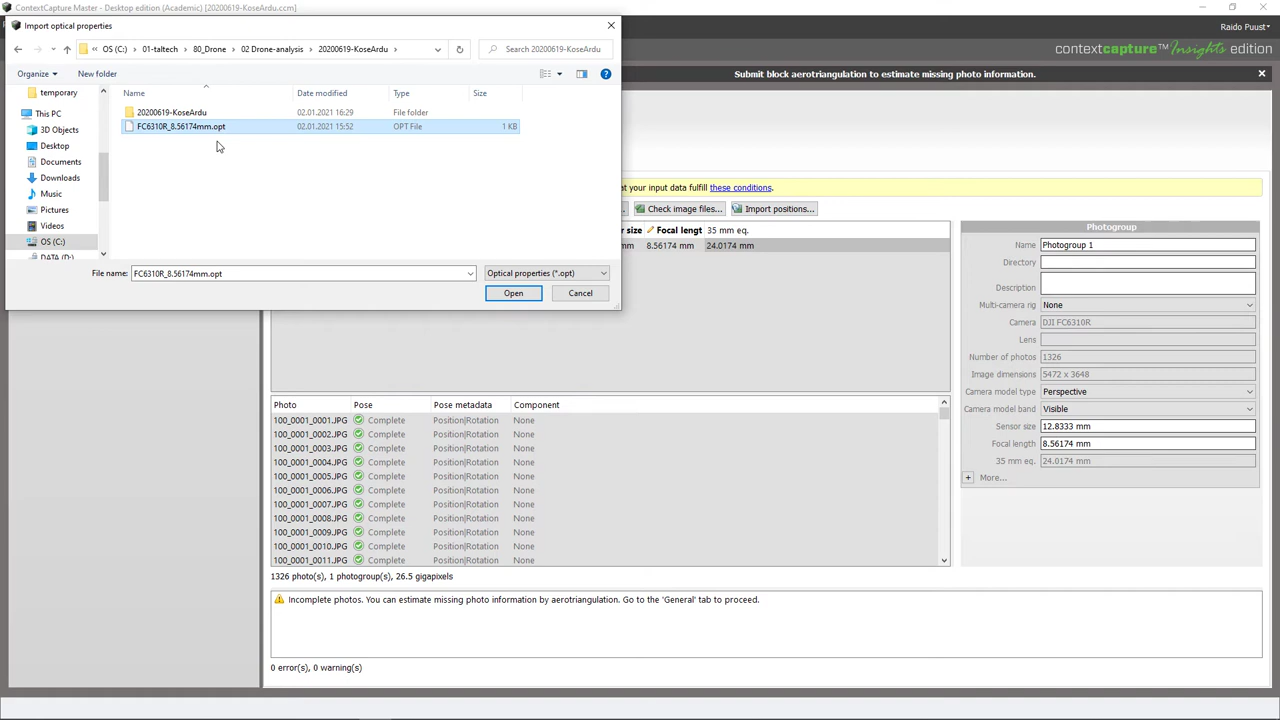 ContextCapture Master - Desktop edition (Academic) [20200619-KoseArdu.ccm]
Raido Puust
contextcapture™ Insights edition
Submit block aerotriangulation to estimate missing photo information.
Import optical properties
« OS (C:) › 01-taltech › 80_Drone › 02 Drone-analysis › 20200619-KoseArdu ›
Search 20200619-KoseArdu
Organize
New folder
Name Date modified Type Size
temporary
This PC
3D Objects
Desktop
Documents
Downloads
Music
Pictures
Videos
OS (C:)
DATA (D:)
20200619-KoseArdu 02.01.2021 16:29 File folder
FC6310R_8.56174mm.opt 02.01.2021 15:52 OPT File 1 KB
File name: FC6310R_8.56174mm.opt Optical properties (*.opt)
Open Cancel
at your input data fulfill these conditions.
... Check image files... Import positions...
r size Focal lengt 35 mm eq.
mm 8.56174 mm 24.0174 mm
Photogroup
Name Photogroup 1
Directory
Description
Multi-camera rig None
Camera DJI FC6310R
Lens
Number of photos 1326
Image dimensions 5472 x 3648
Camera model type Perspective
Camera model band Visible
Sensor size 12.8333 mm
Focal length 8.56174 mm
35 mm eq. 24.0174 mm
+ More...
Photo Pose Pose metadata Component
100_0001_0001.JPG Complete Position|Rotation None
100_0001_0002.JPG Complete Position|Rotation None
100_0001_0003.JPG Complete Position|Rotation None
100_0001_0004.JPG Complete Position|Rotation None
100_0001_0005.JPG Complete Position|Rotation None
100_0001_0006.JPG Complete Position|Rotation None
100_0001_0007.JPG Complete Position|Rotation None
100_0001_0008.JPG Complete Position|Rotation None
100_0001_0009.JPG Complete Position|Rotation None
100_0001_0010.JPG Complete Position|Rotation None
100_0001_0011.JPG Complete Position|Rotation None
1326 photo(s), 1 photogroup(s), 26.5 gigapixels
Incomplete photos. You can estimate missing photo information by aerotriangulation. Go to the 'General' tab to proceed.
0 error(s), 0 warning(s)